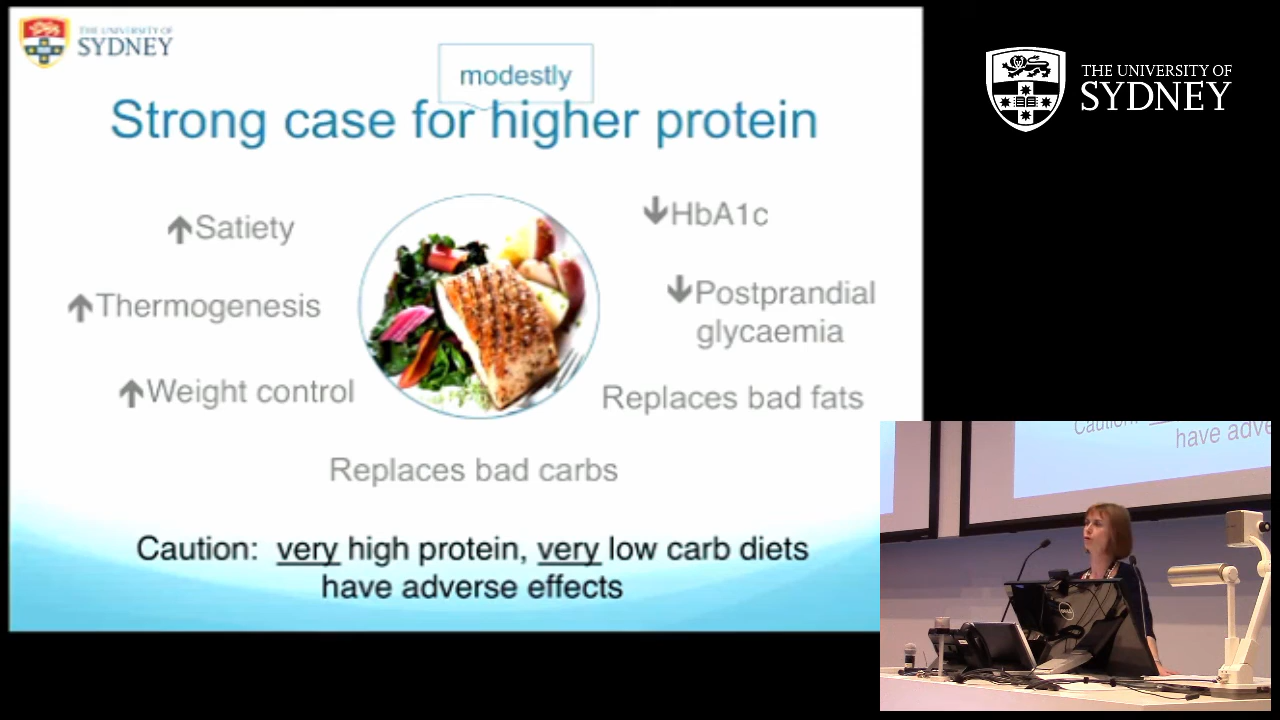 THE UNIVERSITY OF
SYDNEY
modestly
Strong case for higher protein
↑Satiety
↓HbA1c
↑Thermogenesis
↓Postprandial
glycaemia
↑Weight control
Replaces bad fats
Replaces bad carbs
Caution: very high protein, very low carb diets
have adverse effects
THE UNIVERSITY OF
SYDNEY
Caution:
have adve
DELL